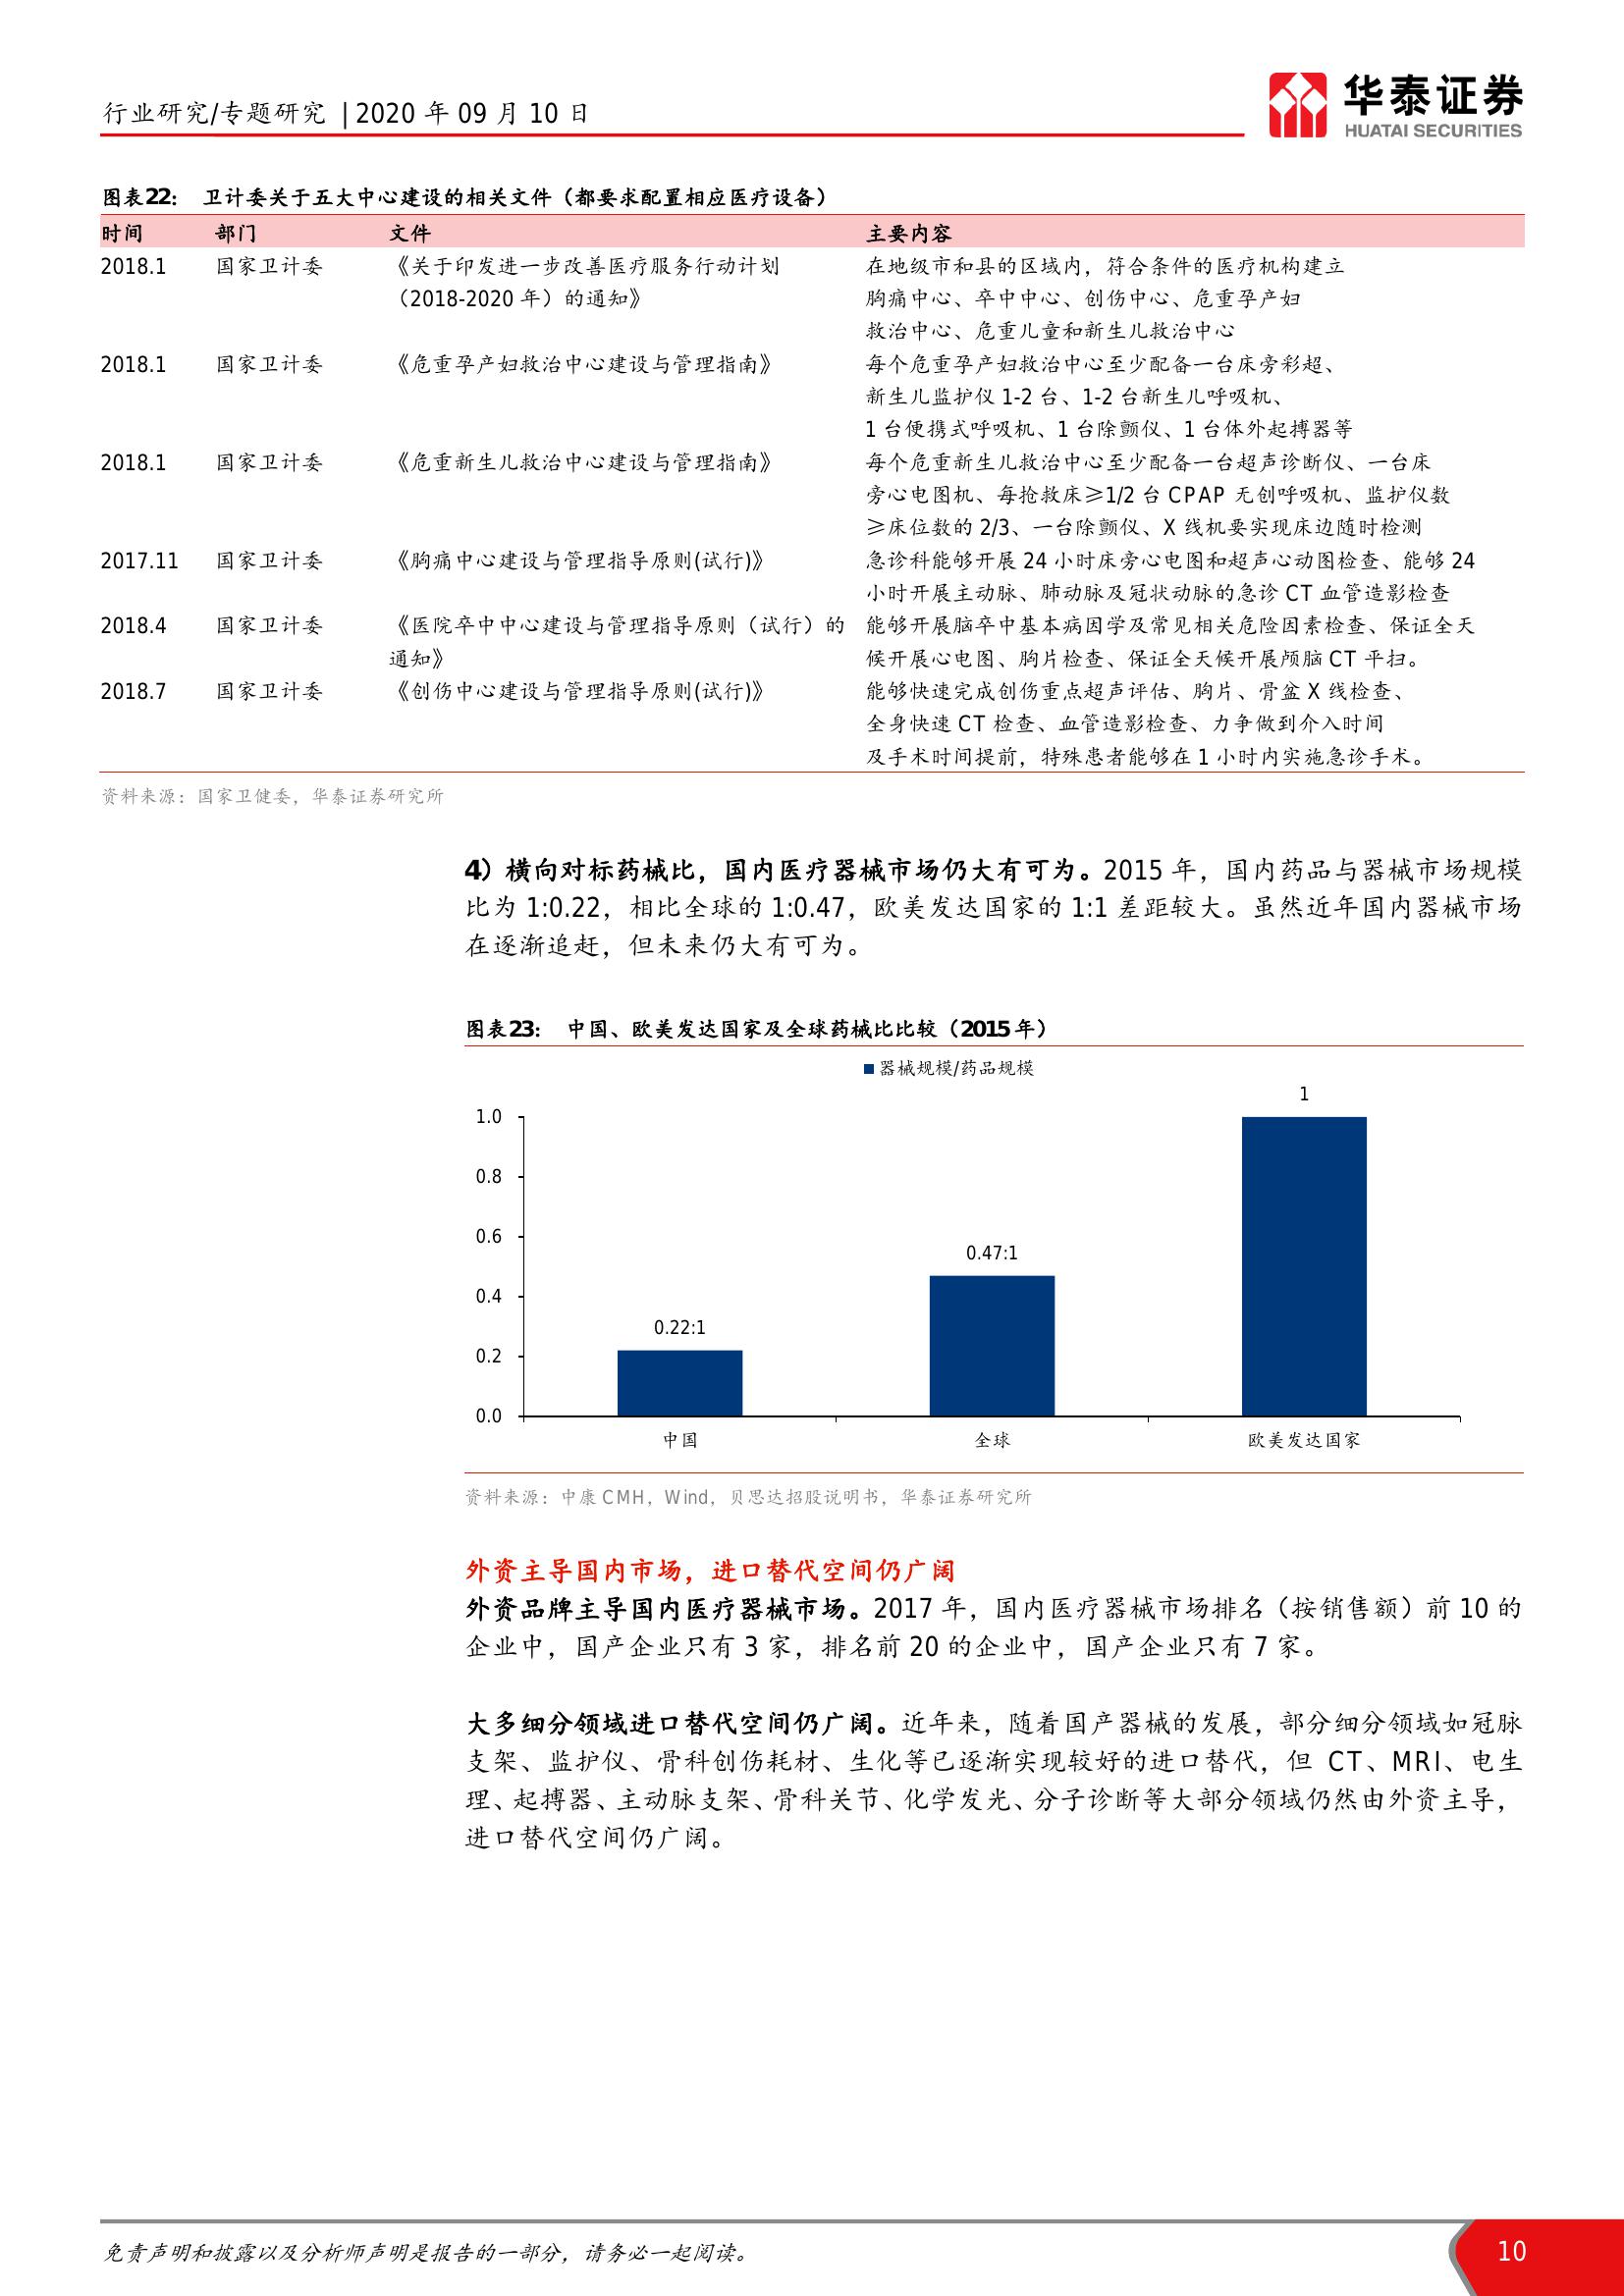 行业研究/专题研究 | 2020 年 09 月 10 日
华泰证券
HUATAI SECURITIES
图表22： 卫计委关于五大中心建设的相关文件（都要求配置相应医疗设备）
时间 部门 文件 主要内容
2018.1 国家卫计委 《关于印发进一步改善医疗服务行动计划 在地级市和县的区域内，符合条件的医疗机构建立
（2018-2020 年）的通知》 胸痛中心、卒中中心、创伤中心、危重孕产妇
救治中心、危重儿童和新生儿救治中心
2018.1 国家卫计委 《危重孕产妇救治中心建设与管理指南》 每个危重孕产妇救治中心至少配备一台床旁彩超、
新生儿监护仪 1-2 台、1-2 台新生儿呼吸机、
1 台便携式呼吸机、1 台除颤仪、1 台体外起搏器等
2018.1 国家卫计委 《危重新生儿救治中心建设与管理指南》 每个危重新生儿救治中心至少配备一台超声诊断仪、一台床
旁心电图机、每抢救床≥1/2 台 CPAP 无创呼吸机、监护仪数
≥床位数的 2/3、一台除颤仪、X 线机要实现床边随时检测
2017.11 国家卫计委 《胸痛中心建设与管理指导原则(试行)》 急诊科能够开展 24 小时床旁心电图和超声心动图检查、能够 24
小时开展主动脉、肺动脉及冠状动脉的急诊 CT 血管造影检查
2018.4 国家卫计委 《医院卒中中心建设与管理指导原则（试行）的 能够开展脑卒中基本病因学及常见相关危险因素检查、保证全天
通知》 候开展心电图、胸片检查、保证全天候开展颅脑 CT 平扫。
2018.7 国家卫计委 《创伤中心建设与管理指导原则(试行)》 能够快速完成创伤重点超声评估、胸片、骨盆 X 线检查、
全身快速 CT 检查、血管造影检查、力争做到介入时间
及手术时间提前，特殊患者能够在 1 小时内实施急诊手术。
资料来源：国家卫健委，华泰证券研究所
4）横向对标药械比，国内医疗器械市场仍大有可为。2015 年，国内药品与器械市场规模
比为 1:0.22，相比全球的 1:0.47，欧美发达国家的 1:1 差距较大。虽然近年国内器械市场
在逐渐追赶，但未来仍大有可为。
图表23： 中国、欧美发达国家及全球药械比比较（2015 年）
器械规模/药品规模
1
1.0
0.8
0.6
0.47:1
0.4
0.22:1
0.2
0.0
中国 全球 欧美发达国家
资料来源：中康 CMH，Wind，贝思达招股说明书，华泰证券研究所
外资主导国内市场，进口替代空间仍广阔
外资品牌主导国内医疗器械市场。2017 年，国内医疗器械市场排名（按销售额）前 10 的
企业中，国产企业只有 3 家，排名前 20 的企业中，国产企业只有 7 家。
大多细分领域进口替代空间仍广阔。近年来，随着国产器械的发展，部分细分领域如冠脉
支架、监护仪、骨科创伤耗材、生化等已逐渐实现较好的进口替代，但 CT、MRI、电生
理、起搏器、主动脉支架、骨科关节、化学发光、分子诊断等大部分领域仍然由外资主导，
进口替代空间仍广阔。
免责声明和披露以及分析师声明是报告的一部分，请务必一起阅读。 10